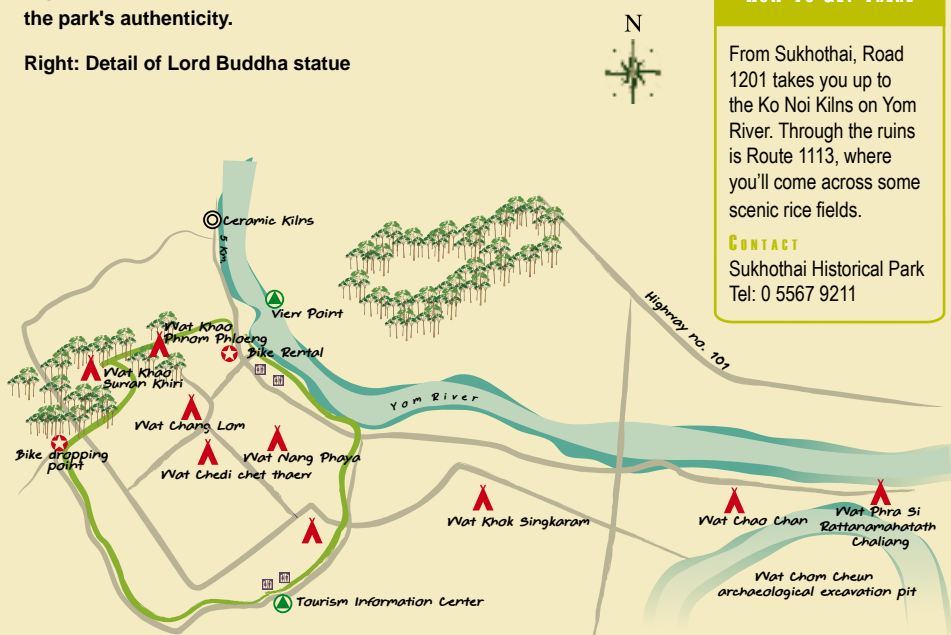 the park's authenticity.
Right: Detail of Lord Buddha statue
N
From Sukhothai, Road
1201 takes you up to
the Ko Noi Kilns on Yom
River. Through the ruins
is Route 1113, where
you'll come across some
scenic rice fields.
CONTACT
Sukhothai Historical Park
Tel: 0 5567 9211
Ceramic Kilns
5 km.
View Point
Highway no. 101
Wat Khao
Phnom Phloeng
Bike Rental
Wat Khao
Suwan Khiri
Yom River
Wat Chang Lom
Bike dropping
point
Wat Nang Phaya
Wat Chedi chet thaew
Wat Khok Singkaram
Wat Chao Chan
Wat Phra Si
Rattanamahatath
Chaliang
Wat Chom Cheun
archaeological excavation pit
Tourism Information Center